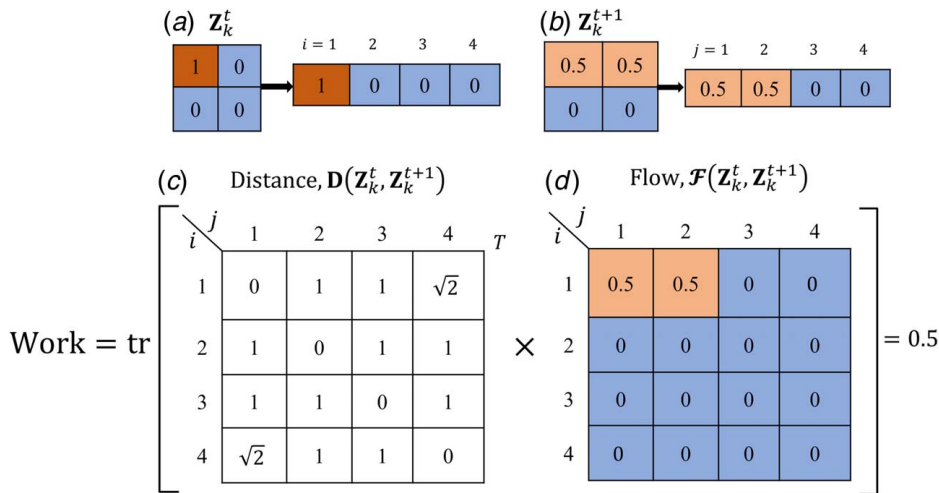 (a) Z_k^t
1 0
0 0
i = 1 2 3 4
1 0 0 0
(b) Z_k^{t+1}
0.5 0.5
0 0
j = 1 2 3 4
0.5 0.5 0 0
(c) Distance, D(Z_k^t, Z_k^{t+1})
j
i 1 2 3 4 T
1 0 1 1 √2
2 1 0 1 1
3 1 1 0 1
4 √2 1 1 0
Work = tr
×
(d) Flow, 𝓕(Z_k^t, Z_k^{t+1})
j
i 1 2 3 4
1 0.5 0.5 0 0
2 0 0 0 0
3 0 0 0 0
4 0 0 0 0
= 0.5